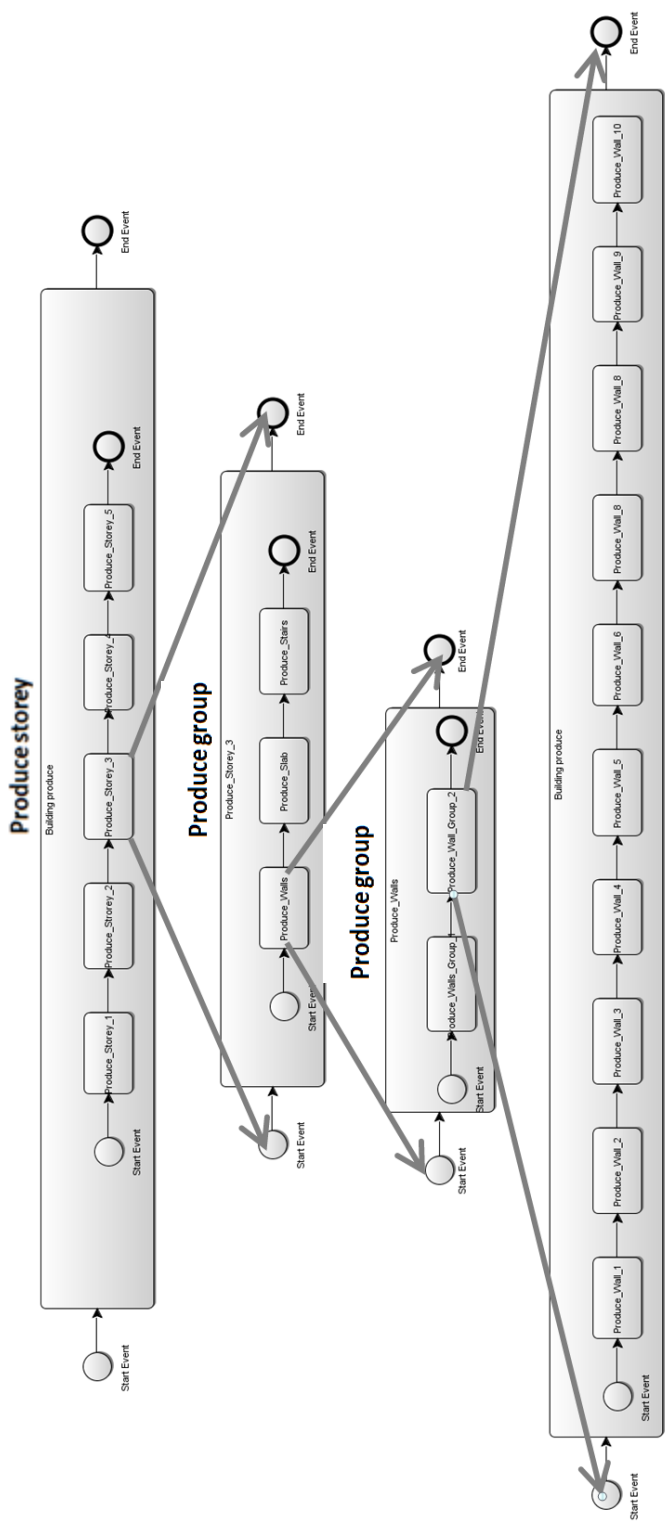 Produce storey
Building produce
Start Event
Start Event
Produce_Storey_1
Produce_Storey_2
Produce_Storey_3
Produce_Storey_4
Produce_Storey_5
End Event
End Event
Produce group
Produce_Storey_3
Start Event
Start Event
Produce_Walls
Produce_Slab
Produce_Stairs
End Event
End Event
Produce group
Produce_Walls
Start Event
Start Event
Produce_Walls_Group_1
Produce_Wall_Group_2
End Event
End Event
Building produce
Start Event
Start Event
Produce_Wall_1
Produce_Wall_2
Produce_Wall_3
Produce_Wall_4
Produce_Wall_5
Produce_Wall_6
Produce_Wall_8
Produce_Wall_8
Produce_Wall_9
Produce_Wall_10
End Event